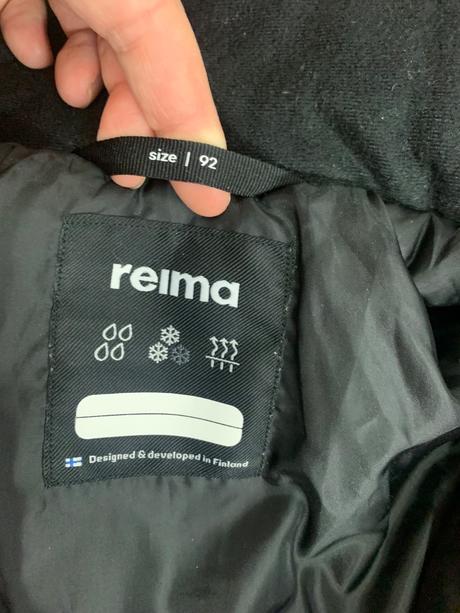 size | 92
reima
Designed & developed in Finland